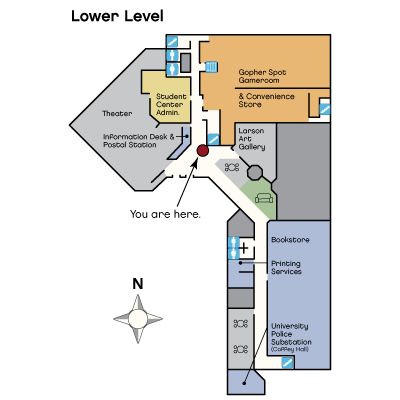 Lower Level
Gopher Spot
Gameroom
& Convenience
Store
Student
Center
Admin.
Theater
Information Desk &
Postal Station
Larson
Art
Gallery
You are here.
Bookstore
Printing
Services
N
University
Police
Substation
(Coffey Hall)